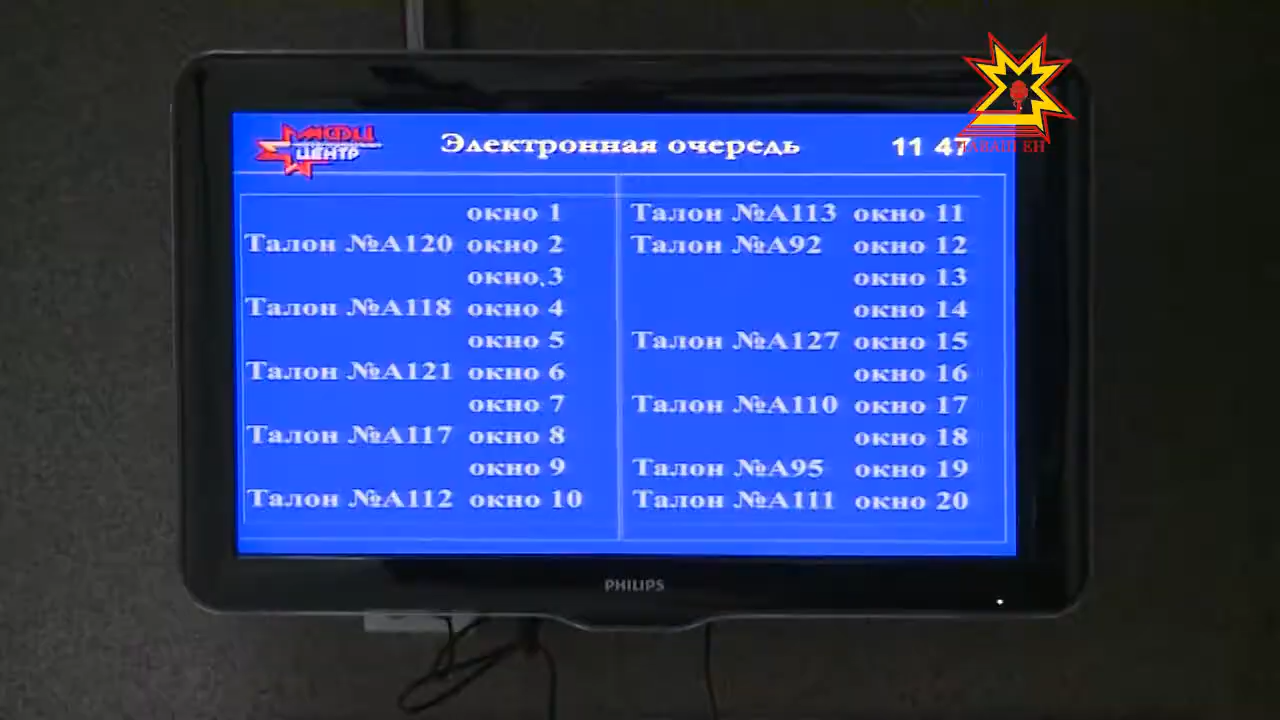 МФЦ
ЦЕНТР
Электронная очередь
11 47
ЧАВАШ ЕН
окно 1
Талон №А120 окно 2
окно 3
Талон №А118 окно 4
окно 5
Талон №А121 окно 6
окно 7
Талон №А117 окно 8
окно 9
Талон №А112 окно 10
Талон №А113 окно 11
Талон №А92 окно 12
окно 13
окно 14
Талон №А127 окно 15
окно 16
Талон №А110 окно 17
окно 18
Талон №А95 окно 19
Талон №А111 окно 20
PHILIPS